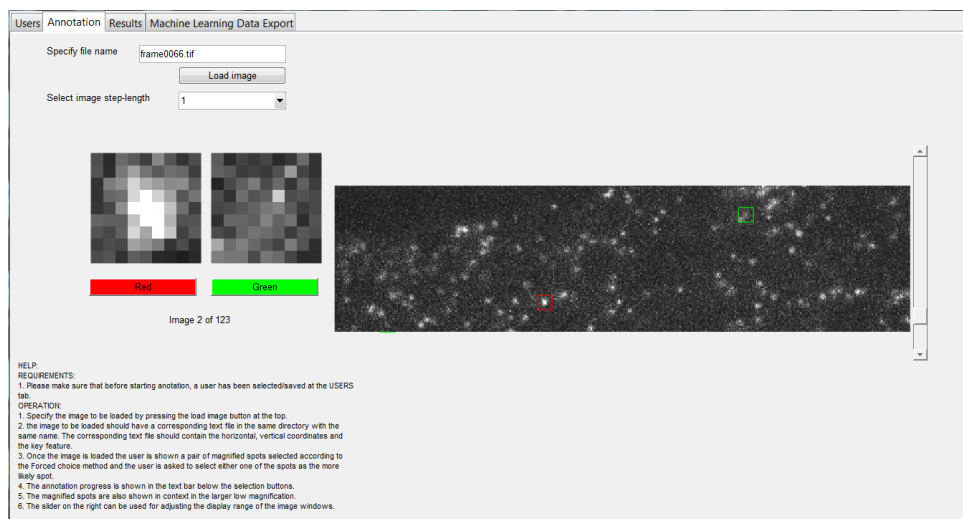 Users Annotation Results Machine Learning Data Export
Specify file name frame0066.tif
Load image
Select image step-length 1
Red Green
Image 2 of 123
HELP:
REQUIREMENTS:
1. Please make sure that before starting anotation, a user has been selected/saved at the USERS
tab.
OPERATION:
1. Specify the image to be loaded by pressing the load image button at the top.
2. the image to be loaded should have a corresponding text file in the same directory with the
same name. The corresponding text file should contain the horizontal, vertical coordinates and
the key feature.
3. Once the image is loaded the user is shown a pair of magnified spots selected according to
the Forced choice method and the user is asked to select either one of the spots as the more
likely spot.
4. The annotation progress is shown in the text bar below the selection buttons.
5. The magnified spots are also shown in context in the larger low magnification.
6. The slider on the right can be used for adjusting the display range of the image windows.